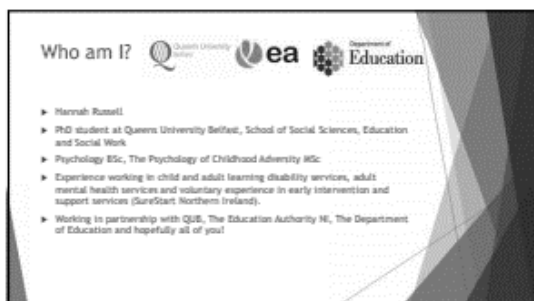 Who am I?
Queens University
Belfast
ea
Department of
Education
Hannah Russell
PhD student at Queens University Belfast, School of Social Sciences, Education
and Social Work
Psychology BSc, The Psychology of Childhood Adversity MSc
Experience working in child and adult learning disability services, adult
mental health services and voluntary experience in early intervention and
support services (SureStart Northern Ireland).
Working in partnership with QUB, The Education Authority NI, The Department
of Education and hopefully all of you!